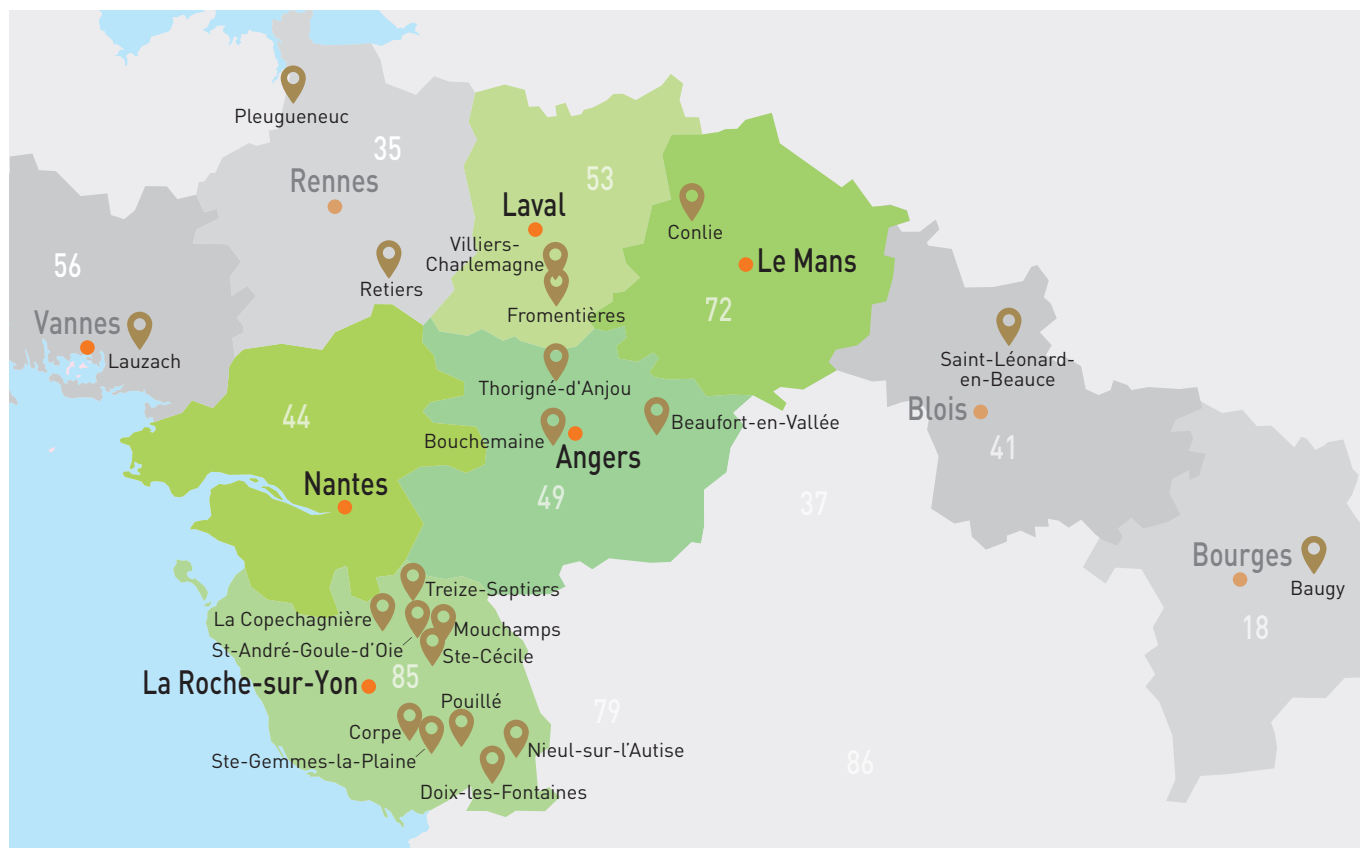 Pleugueneuc
35
Rennes
53
Laval
Conlie
Villiers-
Charlemagne
Le Mans
56
Retiers
Fromentières
72
Vannes
Lauzach
Saint-Léonard-
en-Beauce
Thorigné-d'Anjou
Blois
44
Bouchemaine
Beaufort-en-Vallée
Angers
41
Nantes
49
37
Bourges
Baugy
Treize-Septiers
La Copechagnière
Mouchamps
St-André-Goule-d’Oie
Ste-Cécile
18
La Roche-sur-Yon
85
Pouillé
79
Corpe
Nieul-sur-l’Autise
Ste-Gemmes-la-Plaine
86
Doix-les-Fontaines